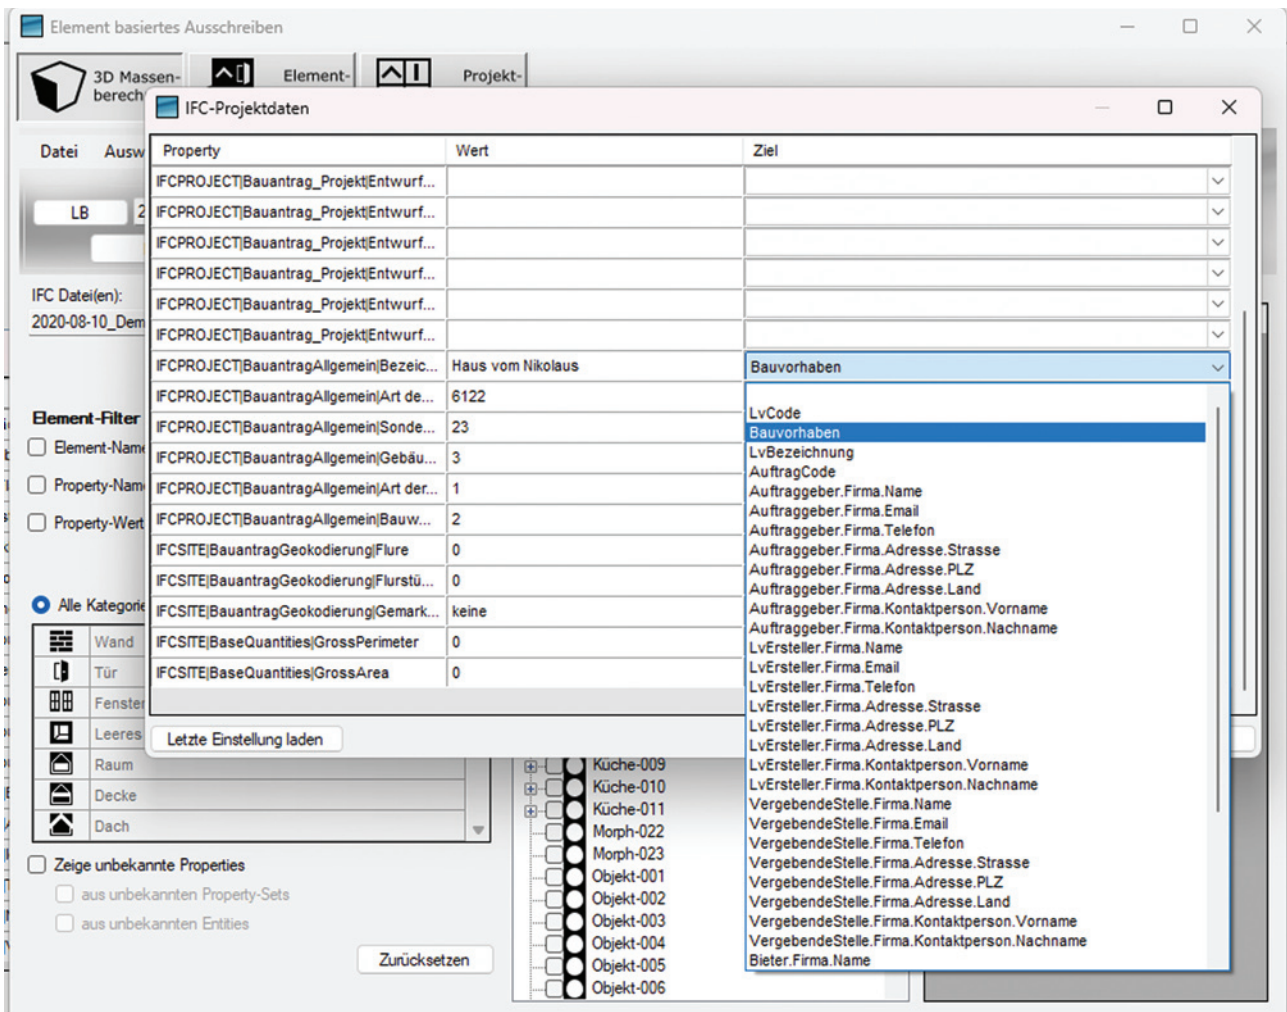 Element basiertes Ausschreiben
3D Massen-
berech
Element-
Projekt-
IFC-Projektdaten
Datei Ausw
Property Wert Ziel
IFCPROJECT|Bauantrag_Projekt|Entwurf...
LB 2
IFCPROJECT|Bauantrag_Projekt|Entwurf...
IFCPROJECT|Bauantrag_Projekt|Entwurf...
IFCPROJECT|Bauantrag_Projekt|Entwurf...
IFC Datei(en):
IFCPROJECT|Bauantrag_Projekt|Entwurf...
2020-08-10_Dem
IFCPROJECT|Bauantrag_Projekt|Entwurf...
IFCPROJECT|BauantragAllgemein|Bezeic... Haus vom Nikolaus Bauvorhaben
IFCPROJECT|BauantragAllgemein|Art de... 6122
IFCPROJECT|BauantragAllgemein|Sonde... 23
IFCPROJECT|BauantragAllgemein|Gebäu... 3
IFCPROJECT|BauantragAllgemein|Art der... 1
IFCPROJECT|BauantragAllgemein|Bauw... 2
IFCSITE|BauantragGeokodierung|Flure 0
IFCSITE|BauantragGeokodierung|Flurstü... 0
IFCSITE|BauantragGeokodierung|Gemark... keine
IFCSITE|BaseQuantities|GrossPerimeter 0
IFCSITE|BaseQuantities|GrossArea 0
Letzte Einstellung laden
LvCode
Bauvorhaben
LvBezeichnung
AuftragCode
Auftraggeber.Firma.Name
Auftraggeber.Firma.Email
Auftraggeber.Firma.Telefon
Auftraggeber.Firma.Adresse.Strasse
Auftraggeber.Firma.Adresse.PLZ
Auftraggeber.Firma.Adresse.Land
Auftraggeber.Firma.Kontaktperson.Vorname
Auftraggeber.Firma.Kontaktperson.Nachname
LvErsteller.Firma.Name
LvErsteller.Firma.Email
LvErsteller.Firma.Telefon
LvErsteller.Firma.Adresse.Strasse
LvErsteller.Firma.Adresse.PLZ
LvErsteller.Firma.Adresse.Land
LvErsteller.Firma.Kontaktperson.Vorname
LvErsteller.Firma.Kontaktperson.Nachname
VergebendeStelle.Firma.Name
VergebendeStelle.Firma.Email
VergebendeStelle.Firma.Telefon
VergebendeStelle.Firma.Adresse.Strasse
VergebendeStelle.Firma.Adresse.PLZ
VergebendeStelle.Firma.Adresse.Land
VergebendeStelle.Firma.Kontaktperson.Vorname
VergebendeStelle.Firma.Kontaktperson.Nachname
Bieter.Firma.Name
Element-Filter
Element-Name
Property-Nam
Property-Wert
Alle Kategorie
Wand
Tür
Fenster
Leeres
Raum
Decke
Dach
Zeige unbekannte Properties
aus unbekannten Property-Sets
aus unbekannten Entities
Zurücksetzen
Küche-009
Küche-010
Küche-011
Morph-022
Morph-023
Objekt-001
Objekt-002
Objekt-003
Objekt-004
Objekt-005
Objekt-006